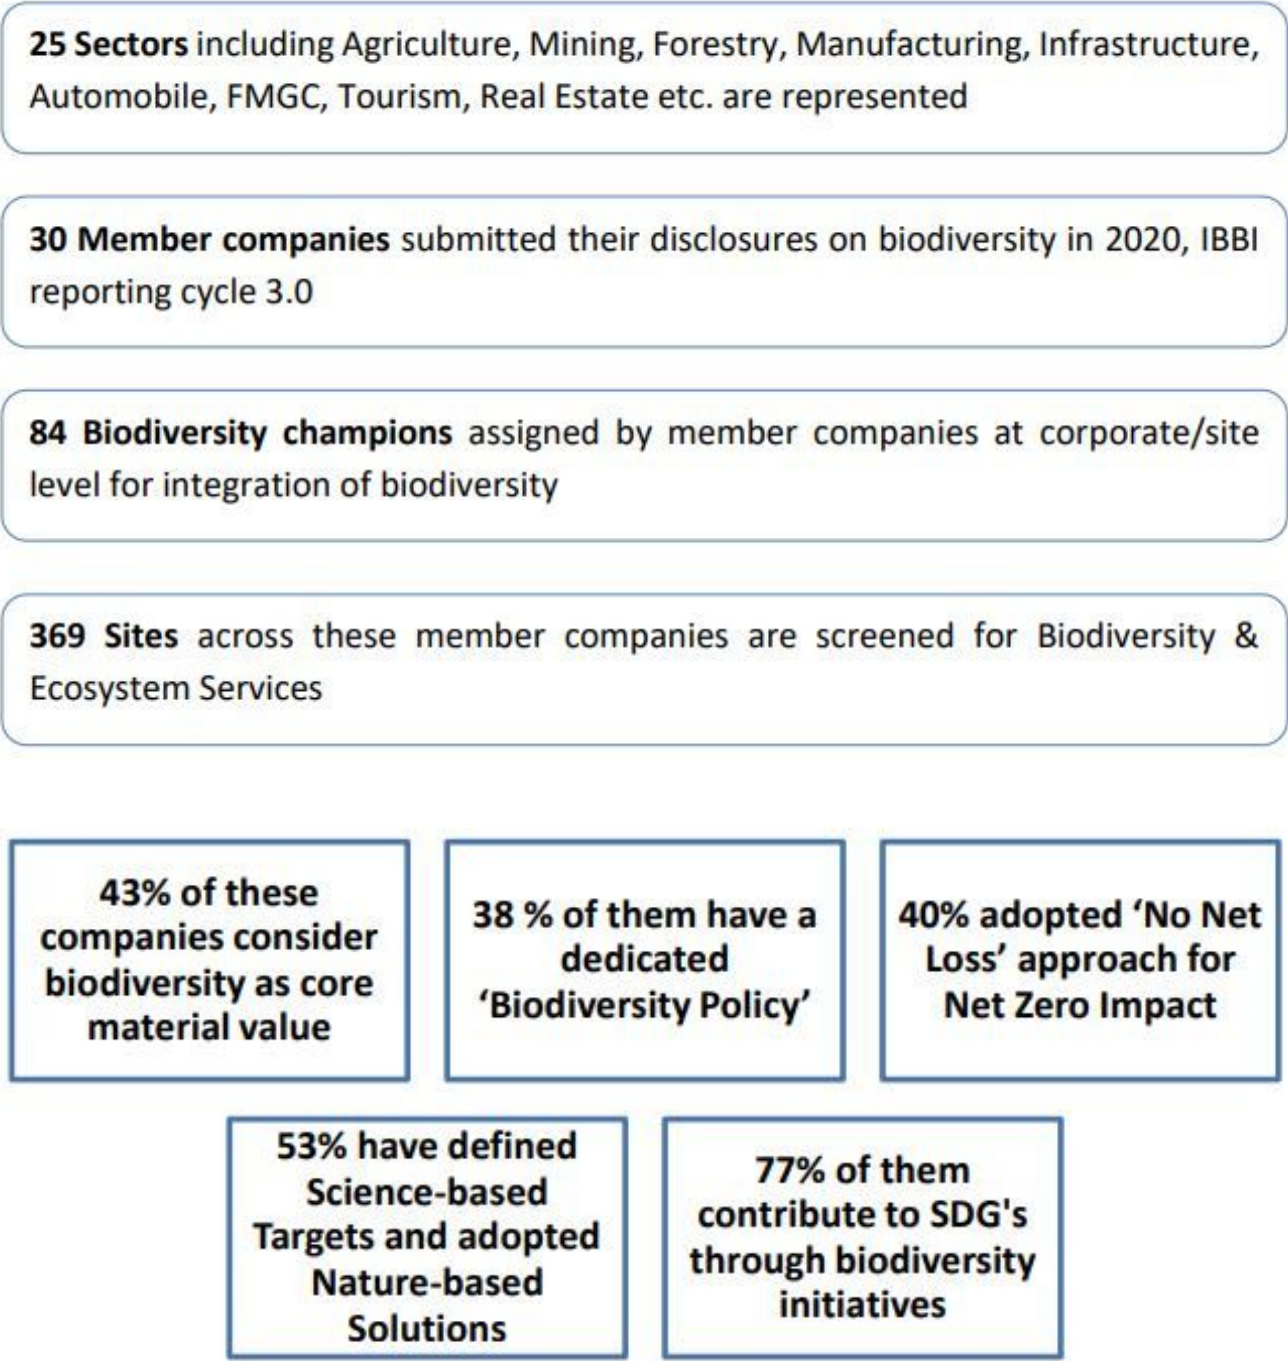 25 Sectors including Agriculture, Mining, Forestry, Manufacturing, Infrastructure,
Automobile, FMGC, Tourism, Real Estate etc. are represented
30 Member companies submitted their disclosures on biodiversity in 2020, IBBI
reporting cycle 3.0
84 Biodiversity champions assigned by member companies at corporate/site
level for integration of biodiversity
369 Sites across these member companies are screened for Biodiversity &
Ecosystem Services
43% of these
companies consider
biodiversity as core
material value
38 % of them have a
dedicated
‘Biodiversity Policy’
40% adopted ‘No Net
Loss’ approach for
Net Zero Impact
53% have defined
Science-based
Targets and adopted
Nature-based
Solutions
77% of them
contribute to SDG's
through biodiversity
initiatives